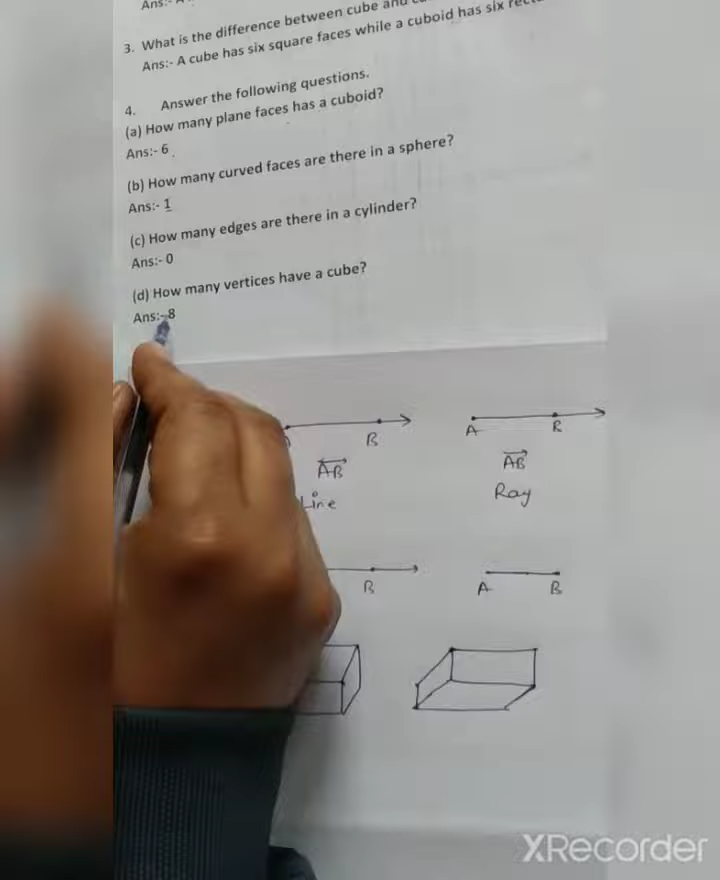 Ans:-
3. What is the difference between cube and
Ans:- A cube has six square faces while a cuboid has six
4. Answer the following questions.
(a) How many plane faces has a cuboid?
Ans:- 6
(b) How many curved faces are there in a sphere?
Ans:- 1
(c) How many edges are there in a cylinder?
Ans:- 0
(d) How many vertices have a cube?
Ans:- 8
B A B
AB AB
Line Ray
B A B
XRecorder